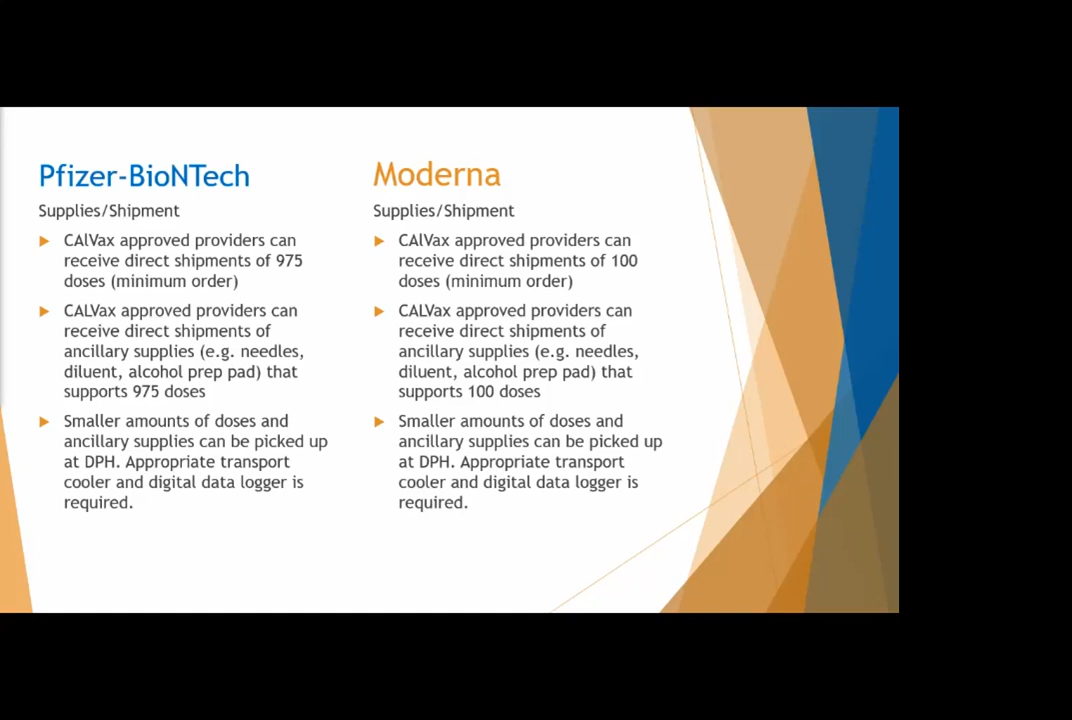 Pfizer-BioNTech
Supplies/Shipment
CAlVax approved providers can
receive direct shipments of 975
doses (minimum order)
CALVax approved providers can
receive direct shipments of
ancillary supplies (e.g. needles,
diluent, alcohol prep pad) that
supports 975 doses
Smaller amounts of doses and
ancillary supplies can be picked up
at DPH. Appropriate transport
cooler and digital data logger is
required.
Moderna
Supplies/Shipment
CAlVax approved providers can
receive direct shipments of 100
doses (minimum order)
CALVax approved providers can
receive direct shipments of
ancillary supplies (e.g. needles,
diluent, alcohol prep pad) that
supports 100 doses
Smaller amounts of doses and
ancillary supplies can be picked up
at DPH. Appropriate transport
cooler and digital data logger is
required.